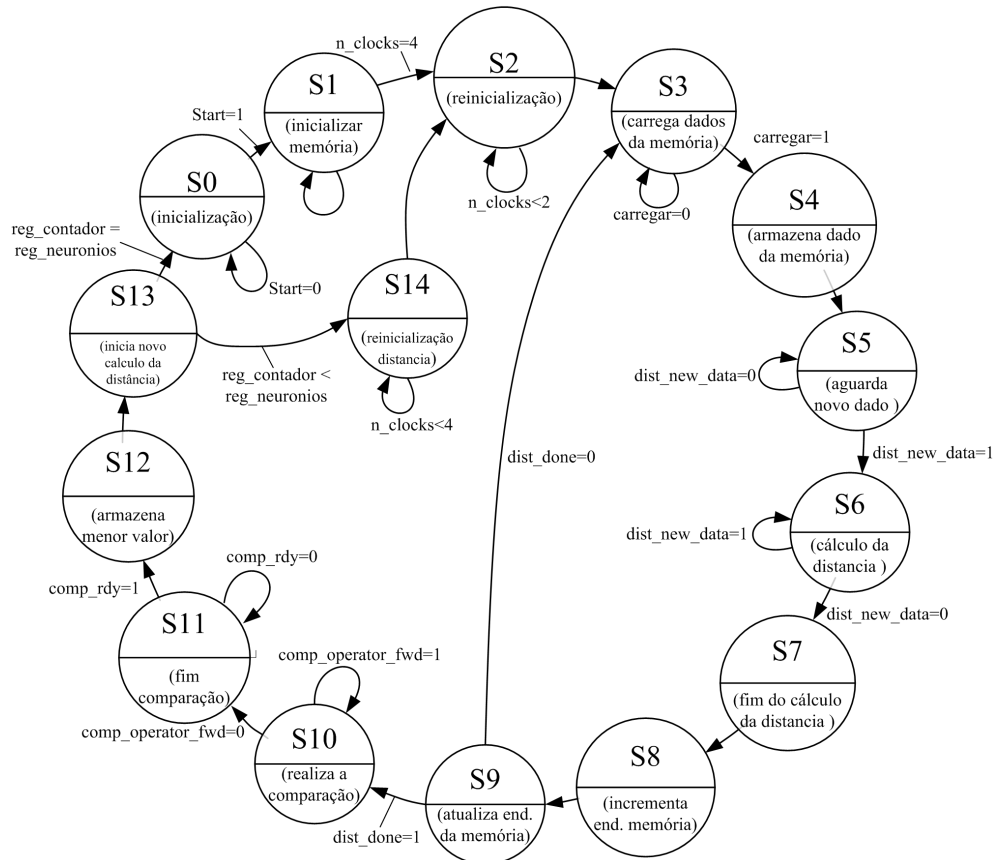 n_clocks=4
S2
(reinicialização)
n_clocks<2
S1
(inicializar
memória)
Start=1
S3
(carrega dados
da memória)
carregar=0
carregar=1
S0
(inicialização)
Start=0
S4
(armazena dado
da memória)
reg_contador =
reg_neuronios
S13
(inicia novo
calculo da
distância)
S14
(reinicialização
distancia)
n_clocks<4
reg_contador <
reg_neuronios
S5
(aguarda
novo dado )
dist_new_data=0
dist_new_data=1
S12
(armazena
menor valor)
dist_done=0
S6
(cálculo da
distancia )
dist_new_data=1
dist_new_data=0
comp_rdy=0
comp_rdy=1
S11
(fim
comparação)
S7
(fim do cálculo
da distancia )
comp_operator_fwd=1
comp_operator_fwd=0
S10
(realiza a
comparação)
dist_done=1
S9
(atualiza end.
da memória)
S8
(incrementa
end. memória)